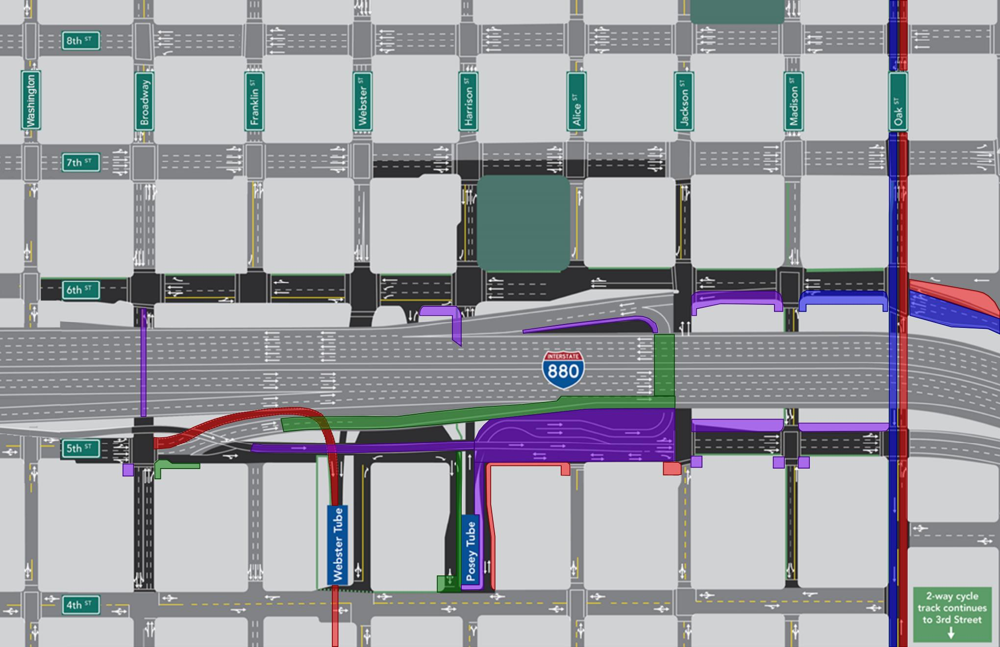 8th ST
Washington
Broadway
Franklin ST
Webster ST
Harrison ST
Alice ST
Jackson ST
Madison ST
Oak ST
7th ST
6th ST
INTERSTATE
880
5th ST
Webster Tube
Posey Tube
4th ST
2-way cycle
track continues
to 3rd Street